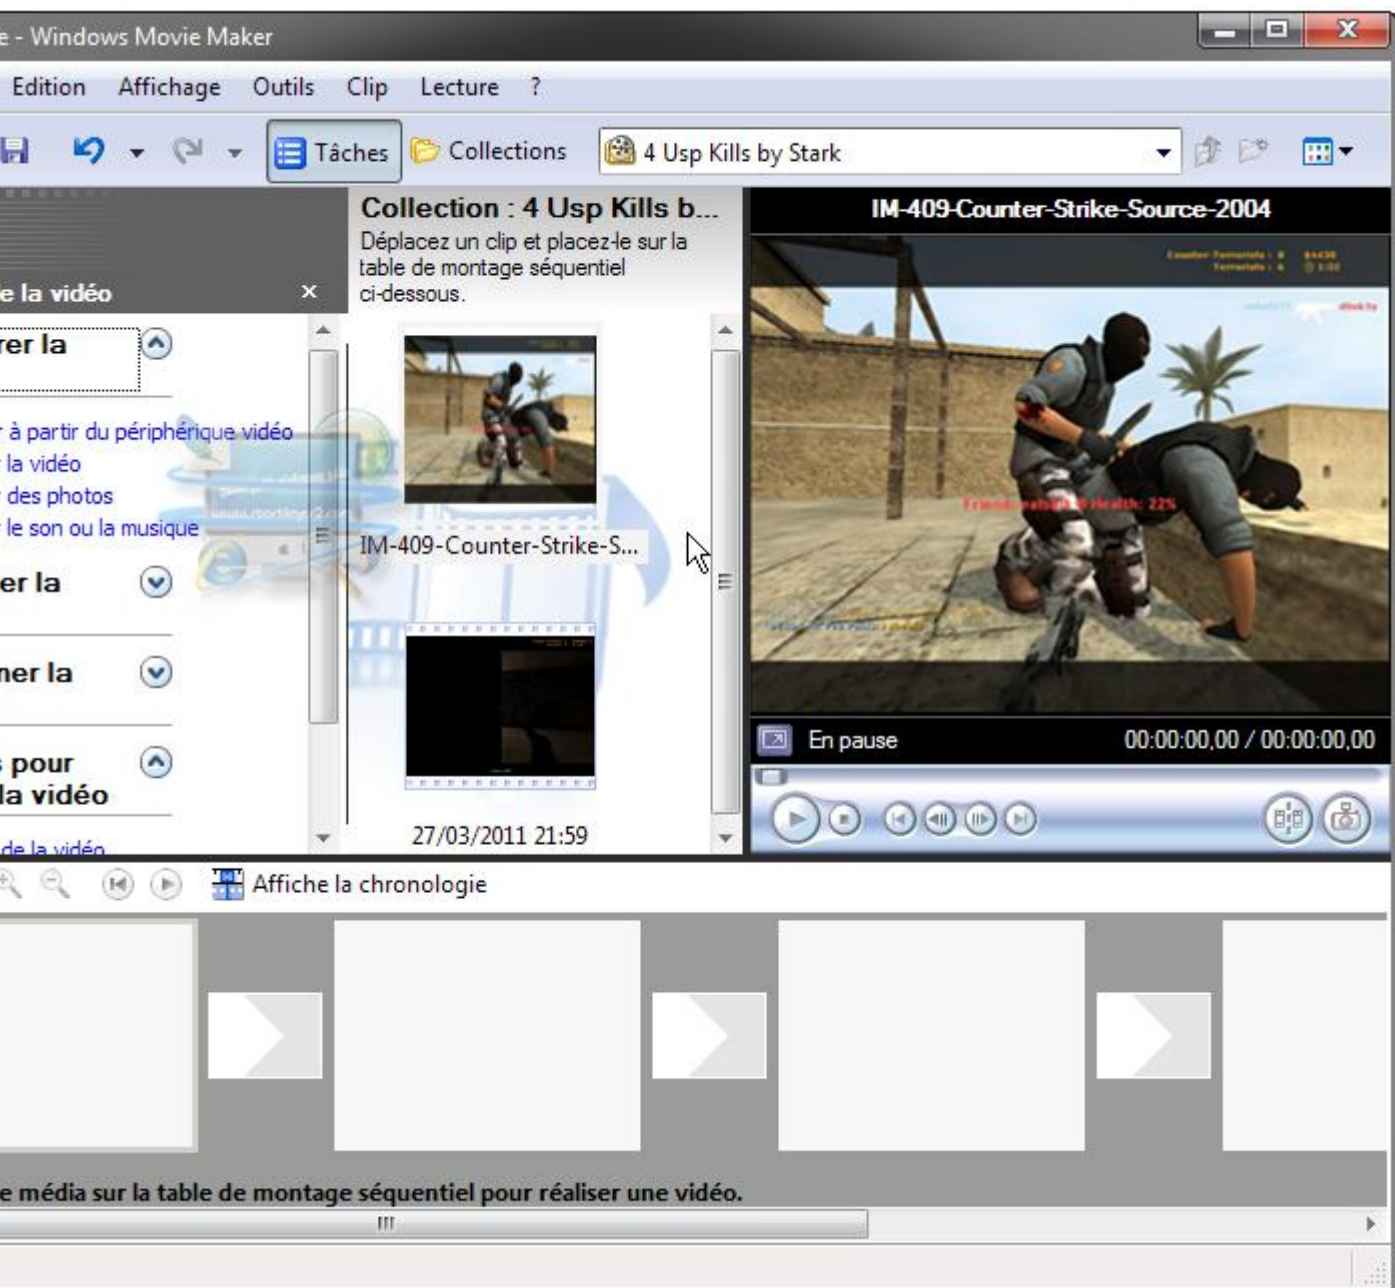 e - Windows Movie Maker
Edition Affichage Outils Clip Lecture ?
Tâches Collections 4 Usp Kills by Stark
Collection : 4 Usp Kills b...
Déplacez un clip et placez-le sur la
table de montage séquentiel
ci-dessous.
e la vidéo x
rer la
r à partir du périphérique vidéo
r la vidéo
r des photos
r le son ou la musique
er la
ner la
s pour
la vidéo
de la vidéo
IM-409-Counter-Strike-S...
27/03/2011 21:59
IM-409-Counter-Strike-Source-2004
Health: 22%
En pause 00:00:00,00 / 00:00:00,00
Affiche la chronologie
e média sur la table de montage séquentiel pour réaliser une vidéo.